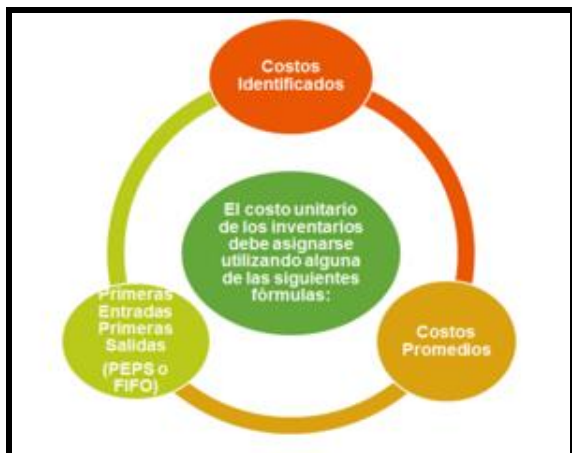 Costos
Identificados
El costo unitario
de los inventarios
debe asignarse
utilizando alguna
de las siguientes
fórmulas:
Primeras
Entradas
Primeras
Salidas
(PEPS o
FIFO)
Costos
Promedios